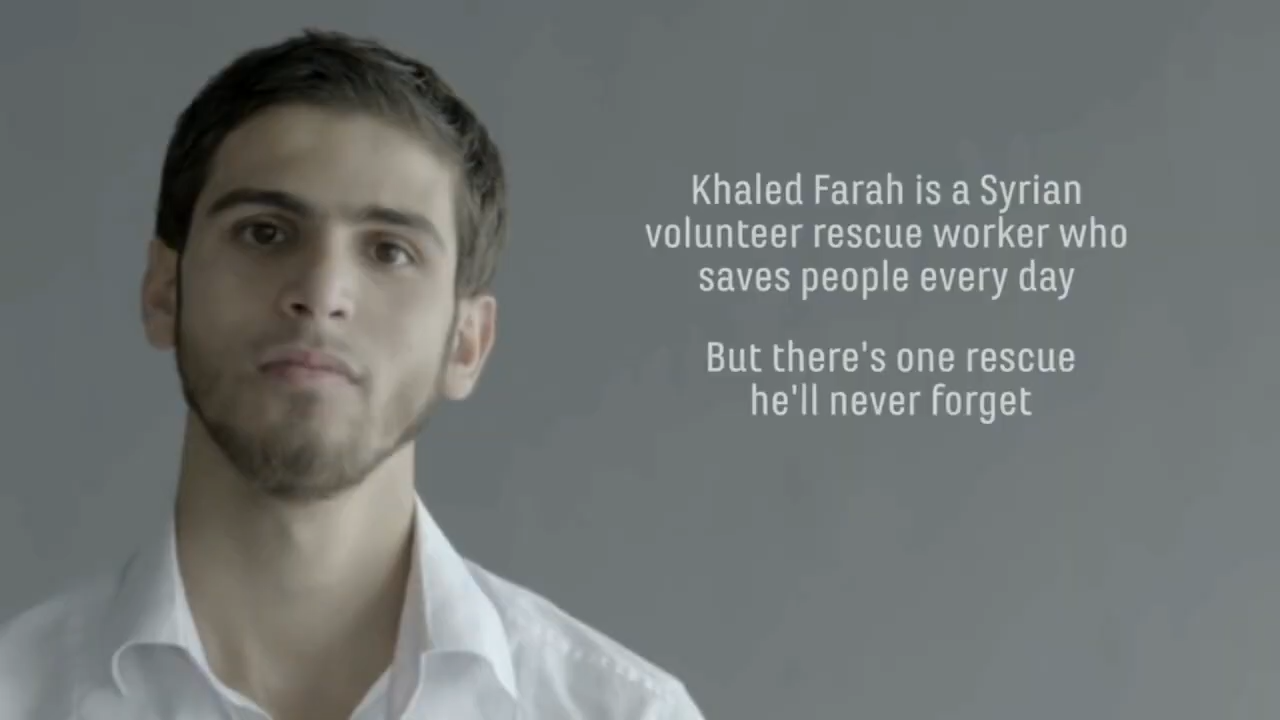 Khaled Farah is a Syrian
volunteer rescue worker who
saves people every day
But there's one rescue
he'll never forget